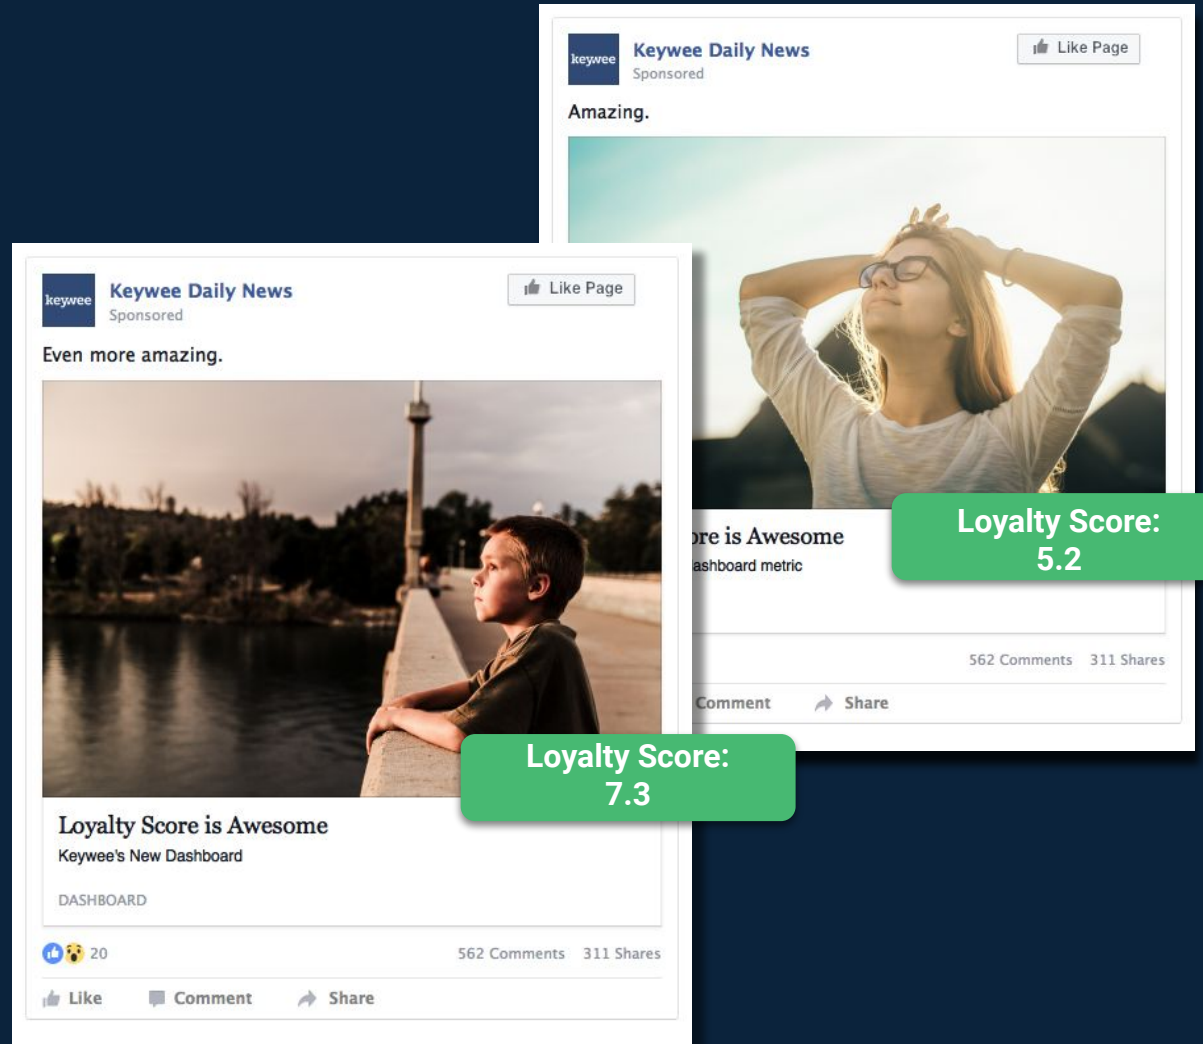 keywee
Keywee Daily News
Like Page
Sponsored
Amazing.
ore is Awesome
ashboard metric
Loyalty Score:
5.2
562 Comments 311 Shares
Comment Share
keywee
Keywee Daily News
Like Page
Sponsored
Even more amazing.
Loyalty Score:
7.3
Loyalty Score is Awesome
Keywee's New Dashboard
DASHBOARD
20
562 Comments 311 Shares
Like Comment Share